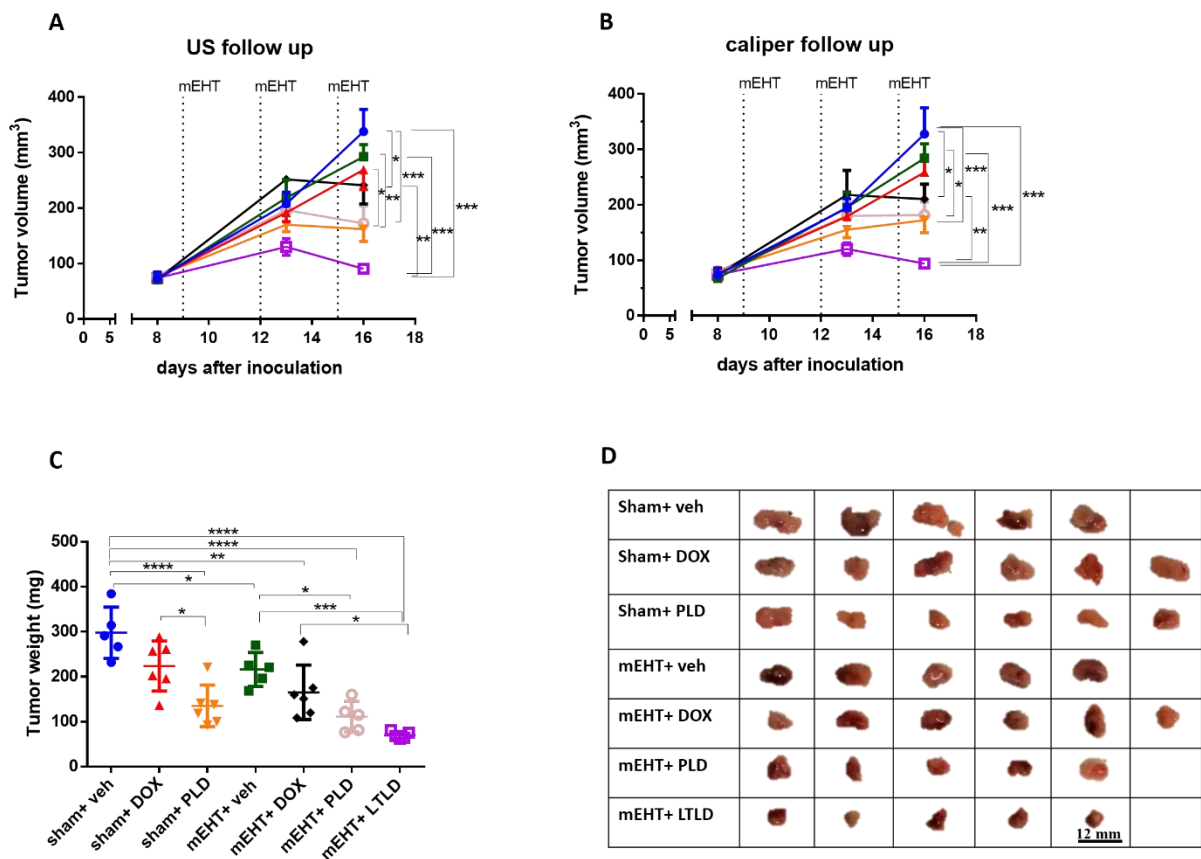 A
US follow up
mEHT mEHT mEHT
Tumor volume (mm³)
400
300
200
100
0
0 5 8 10 12 14 16 18
days after inoculation
*
***
*
**
***
**
***
B
caliper follow up
mEHT mEHT mEHT
Tumor volume (mm³)
400
300
200
100
0
0 5 8 10 12 14 16 18
days after inoculation
***
*
*
***
***
**
C
Tumor weight (mg)
500
400
300
200
100
0
****
****
**
****
*
*
***
*
*
sham+ veh
sham+ DOX
sham+ PLD
mEHT+ veh
mEHT+ DOX
mEHT+ PLD
mEHT+ LTLD
D
Sham+ veh
Sham+ DOX
Sham+ PLD
mEHT+ veh
mEHT+ DOX
mEHT+ PLD
mEHT+ LTLD
12 mm